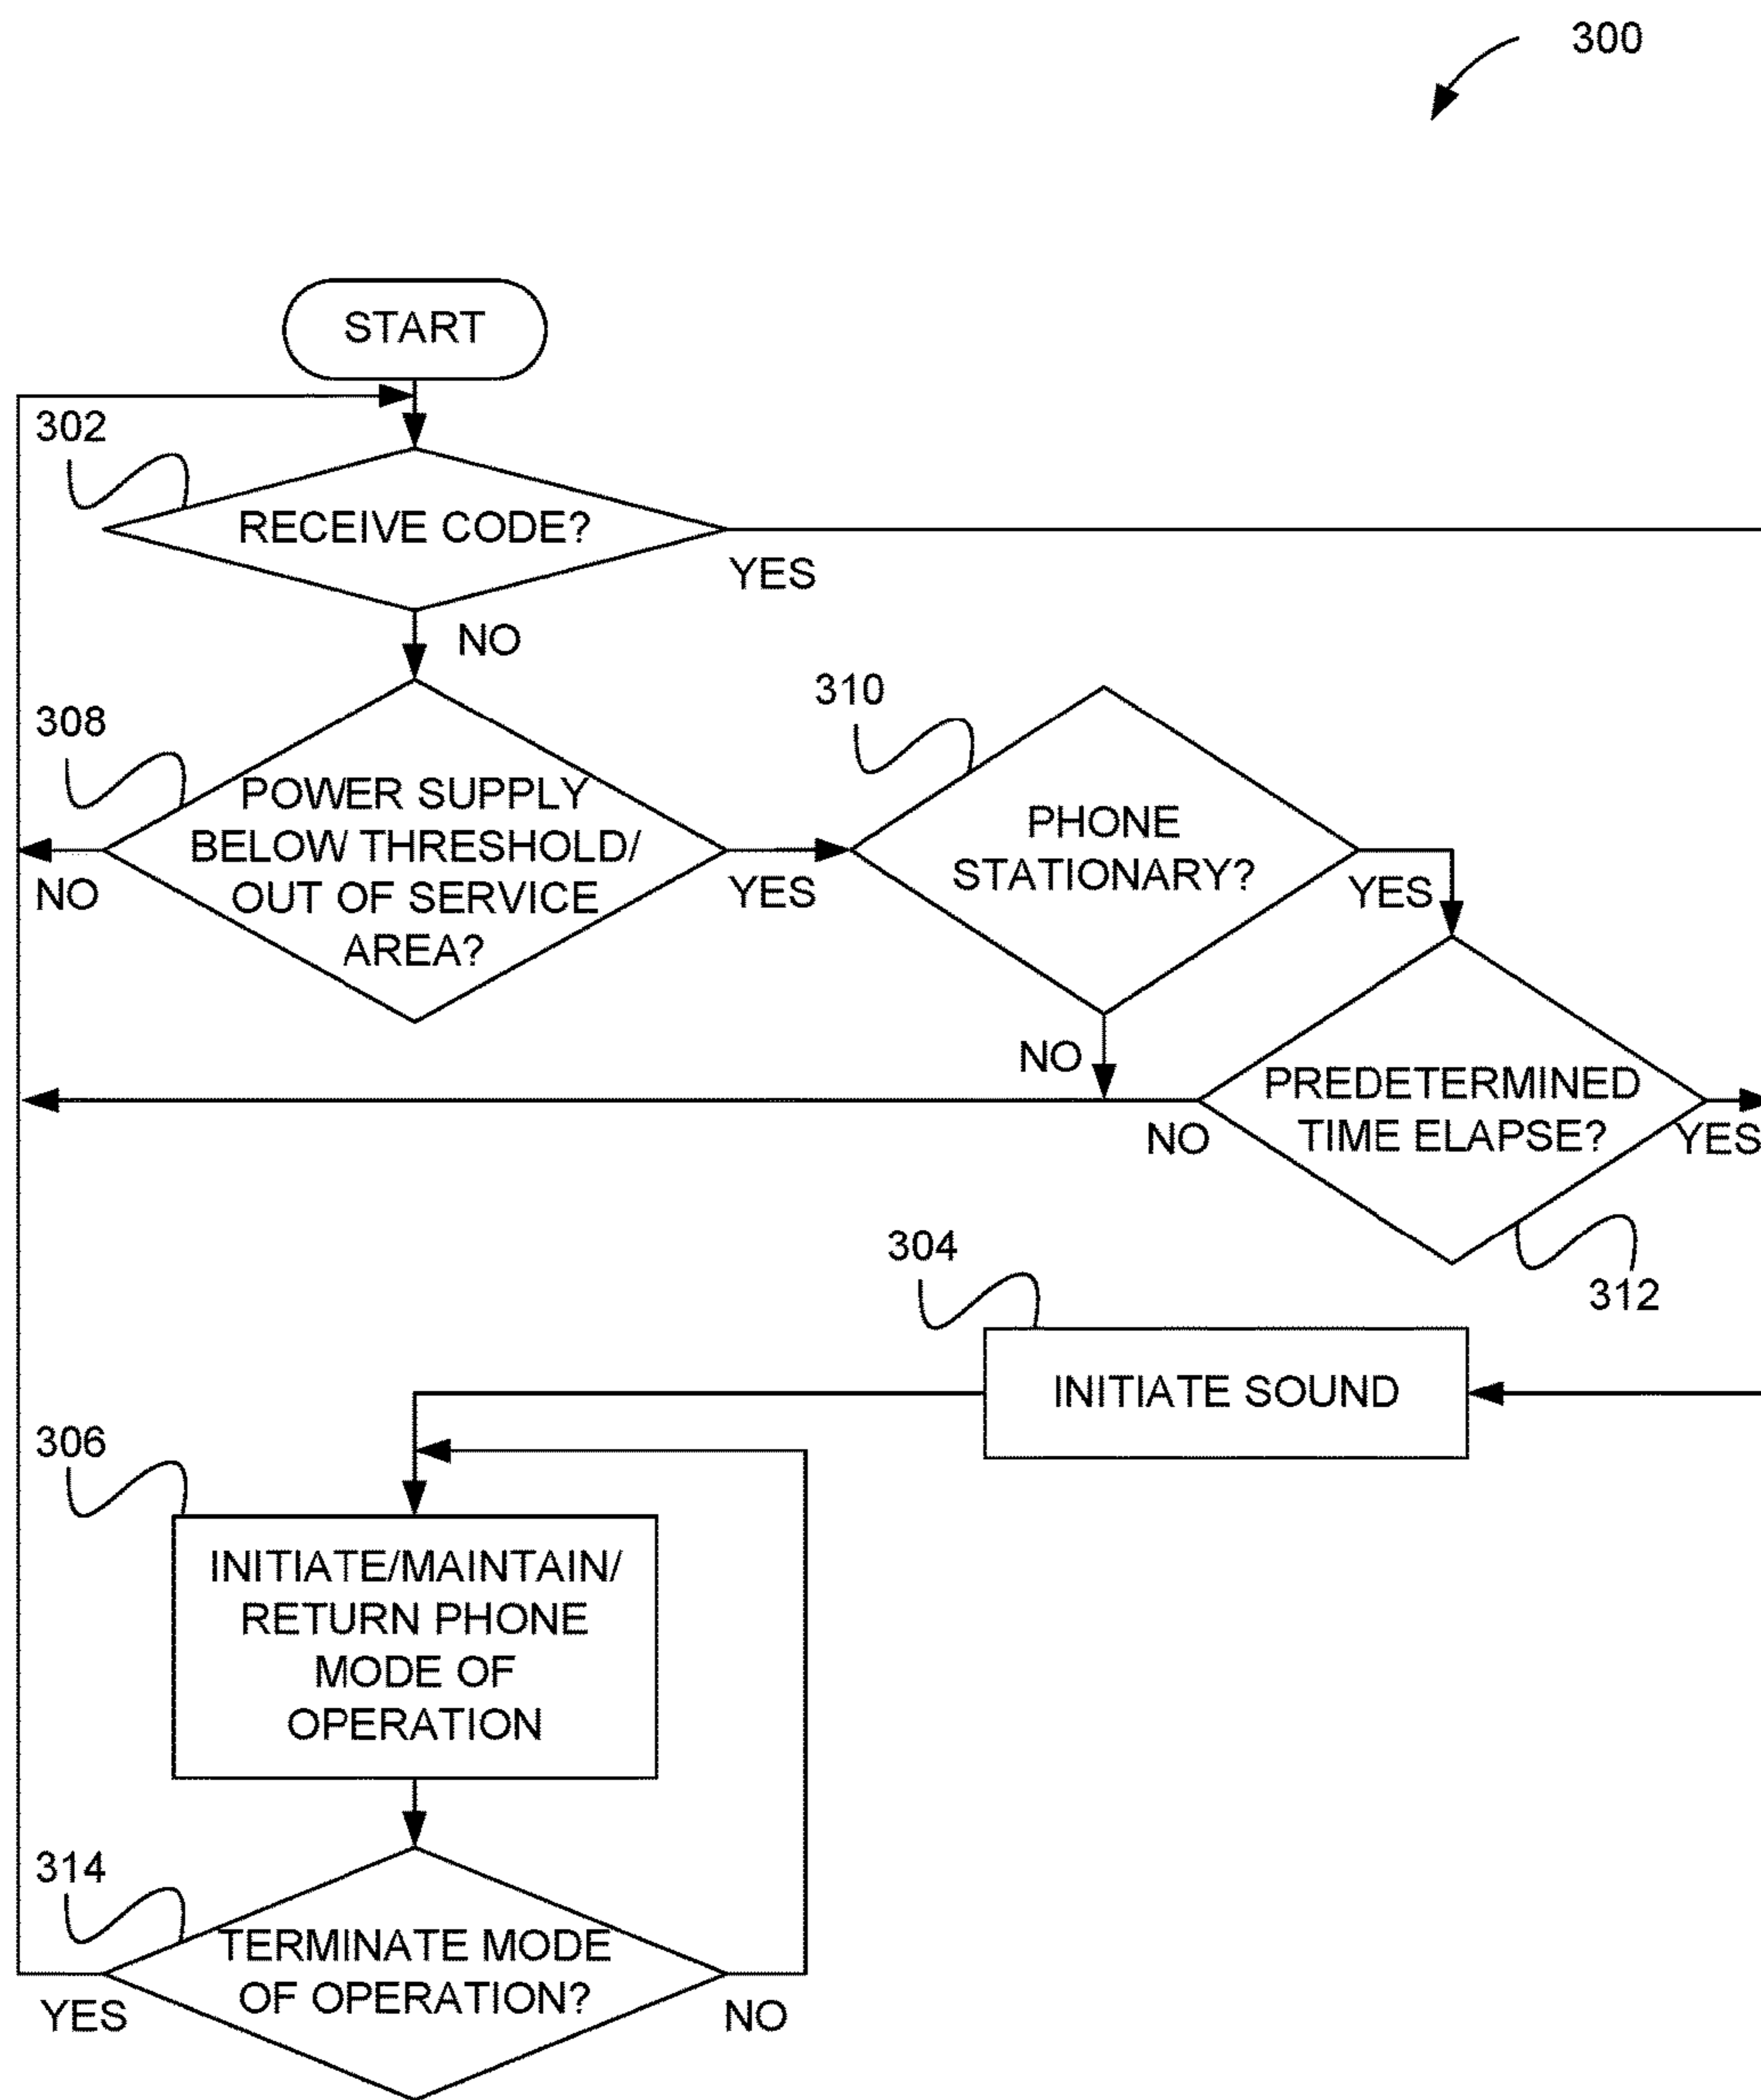 300
START
302
RECEIVE CODE?
YES
NO
308
POWER SUPPLY
BELOW THRESHOLD/
OUT OF SERVICE
AREA?
NO
YES
310
PHONE
STATIONARY?
YES
NO
PREDETERMINED
TIME ELAPSE?
NO
YES
312
304
INITIATE SOUND
306
INITIATE/MAINTAIN/
RETURN PHONE
MODE OF
OPERATION
314
TERMINATE MODE
OF OPERATION?
YES
NO